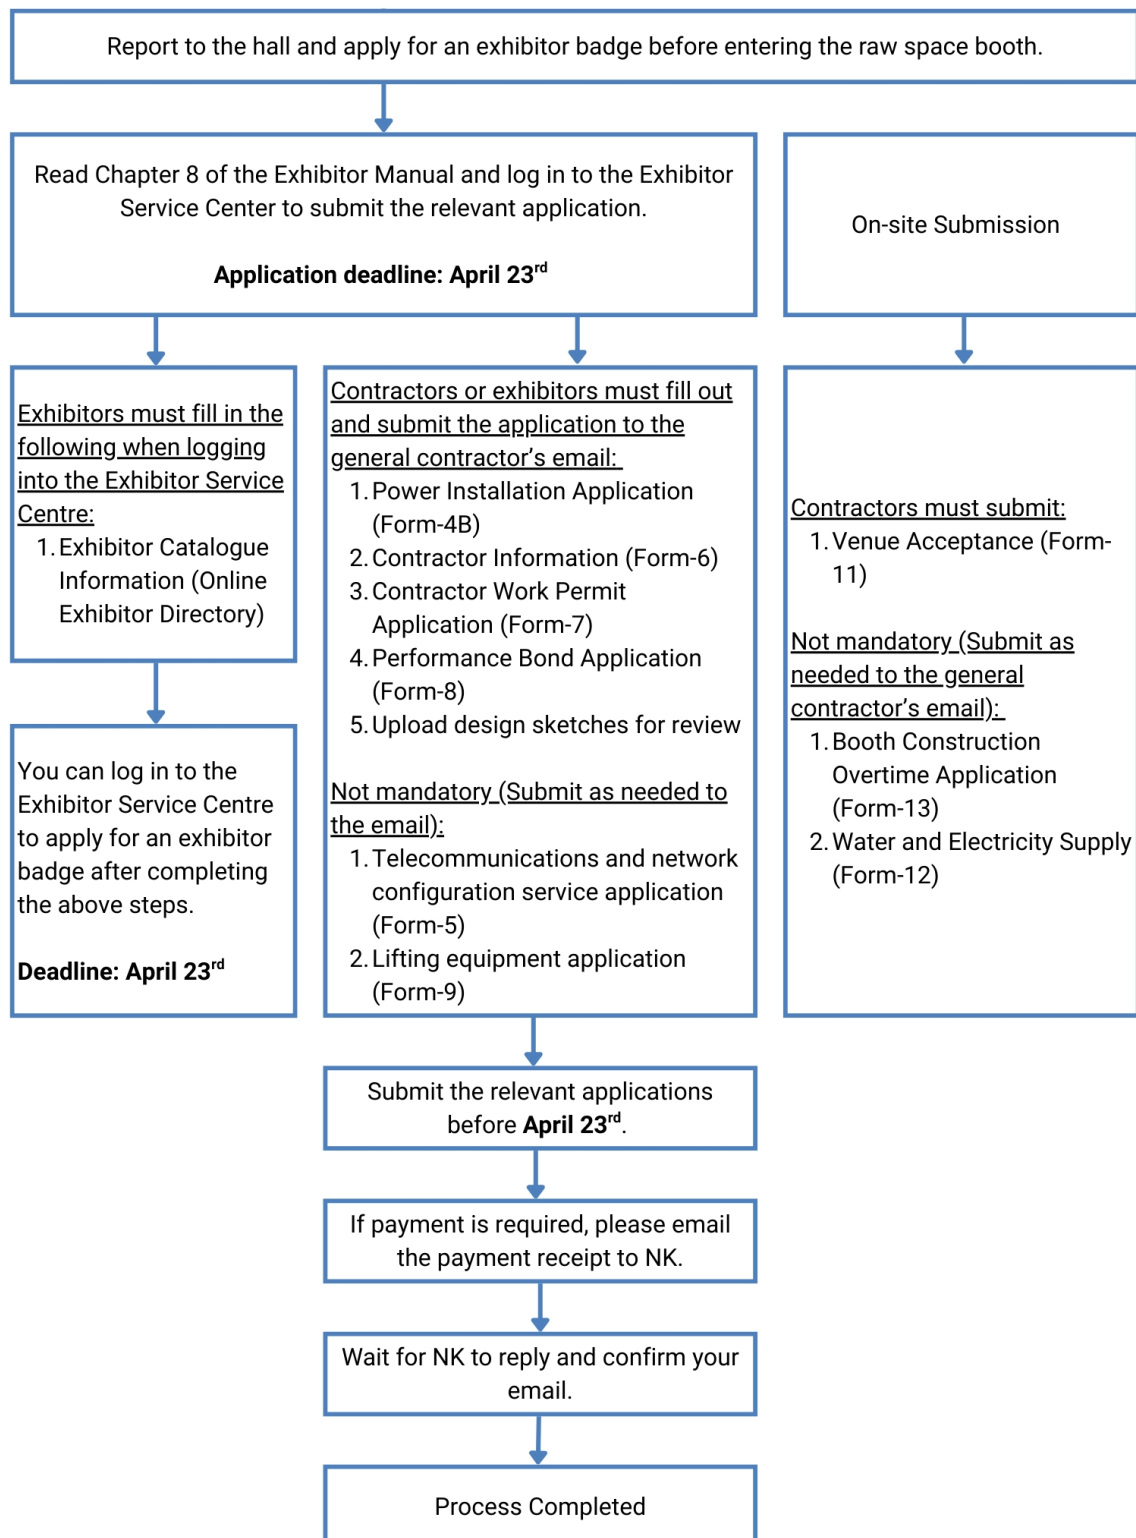 Report to the hall and apply for an exhibitor badge before entering the raw space booth.
Read Chapter 8 of the Exhibitor Manual and log in to the Exhibitor
Service Center to submit the relevant application.
Application deadline: April 23rd
On-site Submission
Exhibitors must fill in the
following when logging
into the Exhibitor Service
Centre:
1. Exhibitor Catalogue
Information (Online
Exhibitor Directory)
You can log in to the
Exhibitor Service Centre
to apply for an exhibitor
badge after completing
the above steps.
Deadline: April 23rd
Contractors or exhibitors must fill out
and submit the application to the
general contractor's email:
1. Power Installation Application
(Form-4B)
2. Contractor Information (Form-6)
3. Contractor Work Permit
Application (Form-7)
4. Performance Bond Application
(Form-8)
5. Upload design sketches for review
Not mandatory (Submit as needed to
the email):
1. Telecommunications and network
configuration service application
(Form-5)
2. Lifting equipment application
(Form-9)
Contractors must submit:
1. Venue Acceptance (Form-
11)
Not mandatory (Submit as
needed to the general
contractor's email):
1. Booth Construction
Overtime Application
(Form-13)
2. Water and Electricity Supply
(Form-12)
Submit the relevant applications
before April 23rd.
If payment is required, please email
the payment receipt to NK.
Wait for NK to reply and confirm your
email.
Process Completed